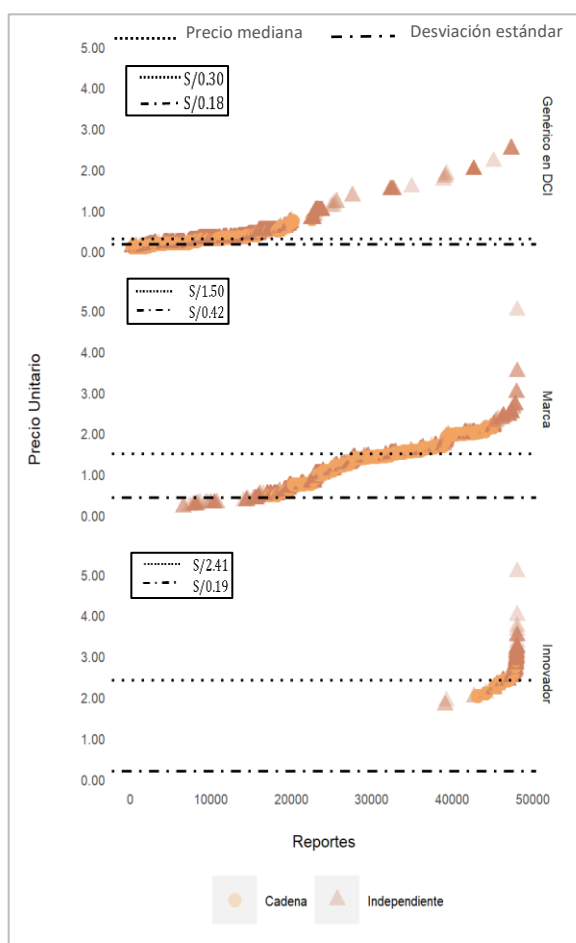 Precio mediana Desviación estándar
5.00
4.00
3.00
2.00
1.00
0.00
S/0.30
S/0.18
Genérico en DCI
5.00
4.00
3.00
2.00
1.00
0.00
S/1.50
S/0.42
Marca
Precio Unitario
5.00
4.00
3.00
2.00
1.00
0.00
S/2.41
S/0.19
Innovador
0 10000 20000 30000 40000 50000
Reportes
Cadena Independiente